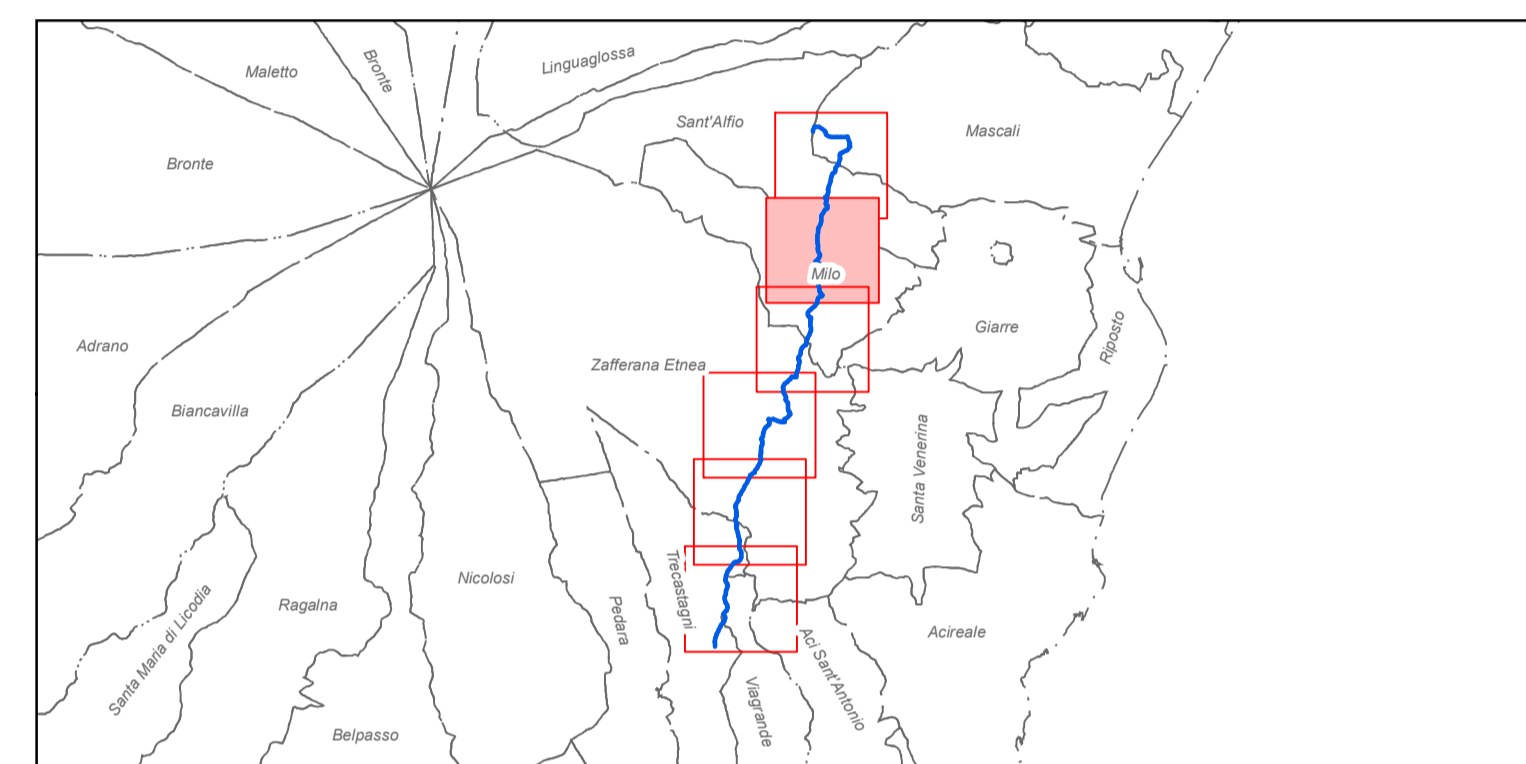 Linguaglossa
Maletto
Bronte
Sant'Alfio
Mascali
Bronte
Milo
Giarre
Riposto
Adrano
Zafferana Etnea
Biancavilla
Santa Venerina
Nicolosi
Trecastagni
Ragalna
Pedara
Santa Maria di Licodia
Acireale
Aci Sant'Antonio
Viagrande
Belpasso